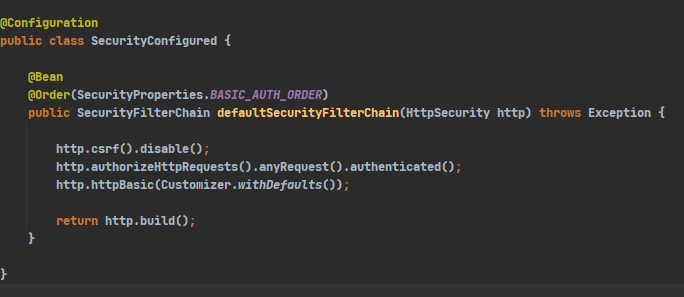 @Configuration
public class SecurityConfigured {
@Bean
@Order(SecurityProperties.BASIC_AUTH_ORDER)
public SecurityFilterChain defaultSecurityFilterChain(HttpSecurity http) throws Exception {
http.csrf().disable();
http.authorizeHttpRequests().anyRequest().authenticated();
http.httpBasic(Customizer.withDefaults());
return http.build();
}
}